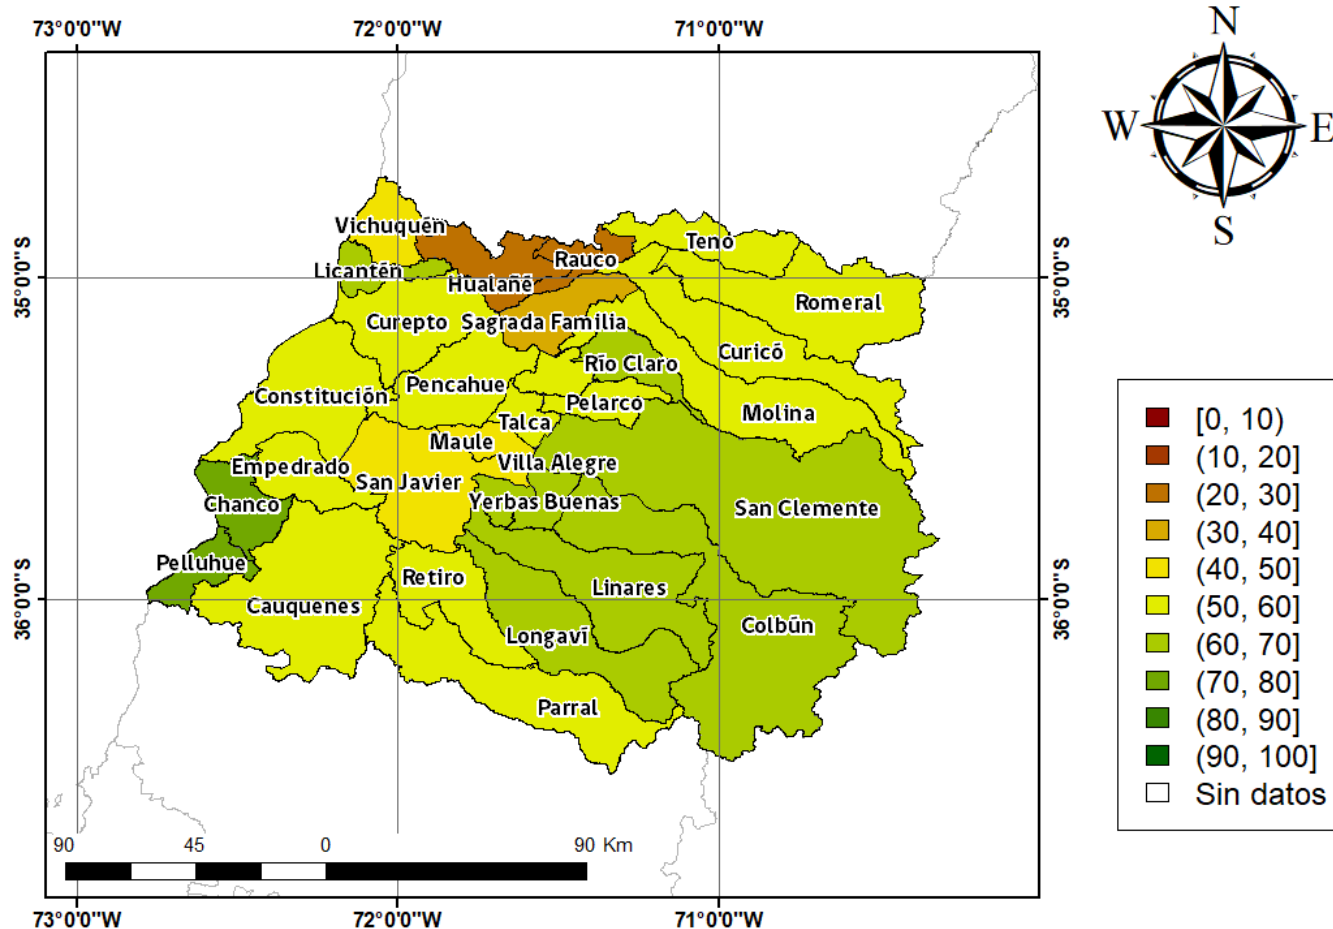 73°0'0"W 72°0'0"W 71°0'0"W
N
W E
S
35°0'0"S
36°0'0"S
35°0'0"S
36°0'0"S
Vichuquén
Tenó
Licantén
Rauco
Hualañé
Romeral
Curepto
Sagrada Familia
Curicó
Río Claro
Pencahue
Constitución
Pelarco
Molina
Talca
Maule
Villa Alegre
Empedrado
San Javier
Yerbas Buenas
Chanco
San Clemente
Pelluhue
Retiro
Linares
Cauquenes
Colbún
Longaví
Parral
[0, 10)
(10, 20]
(20, 30]
(30, 40]
(40, 50]
(50, 60]
(60, 70]
(70, 80]
(80, 90]
(90, 100]
Sin datos
90 45 0 90 Km
73°0'0"W 72°0'0"W 71°0'0"W